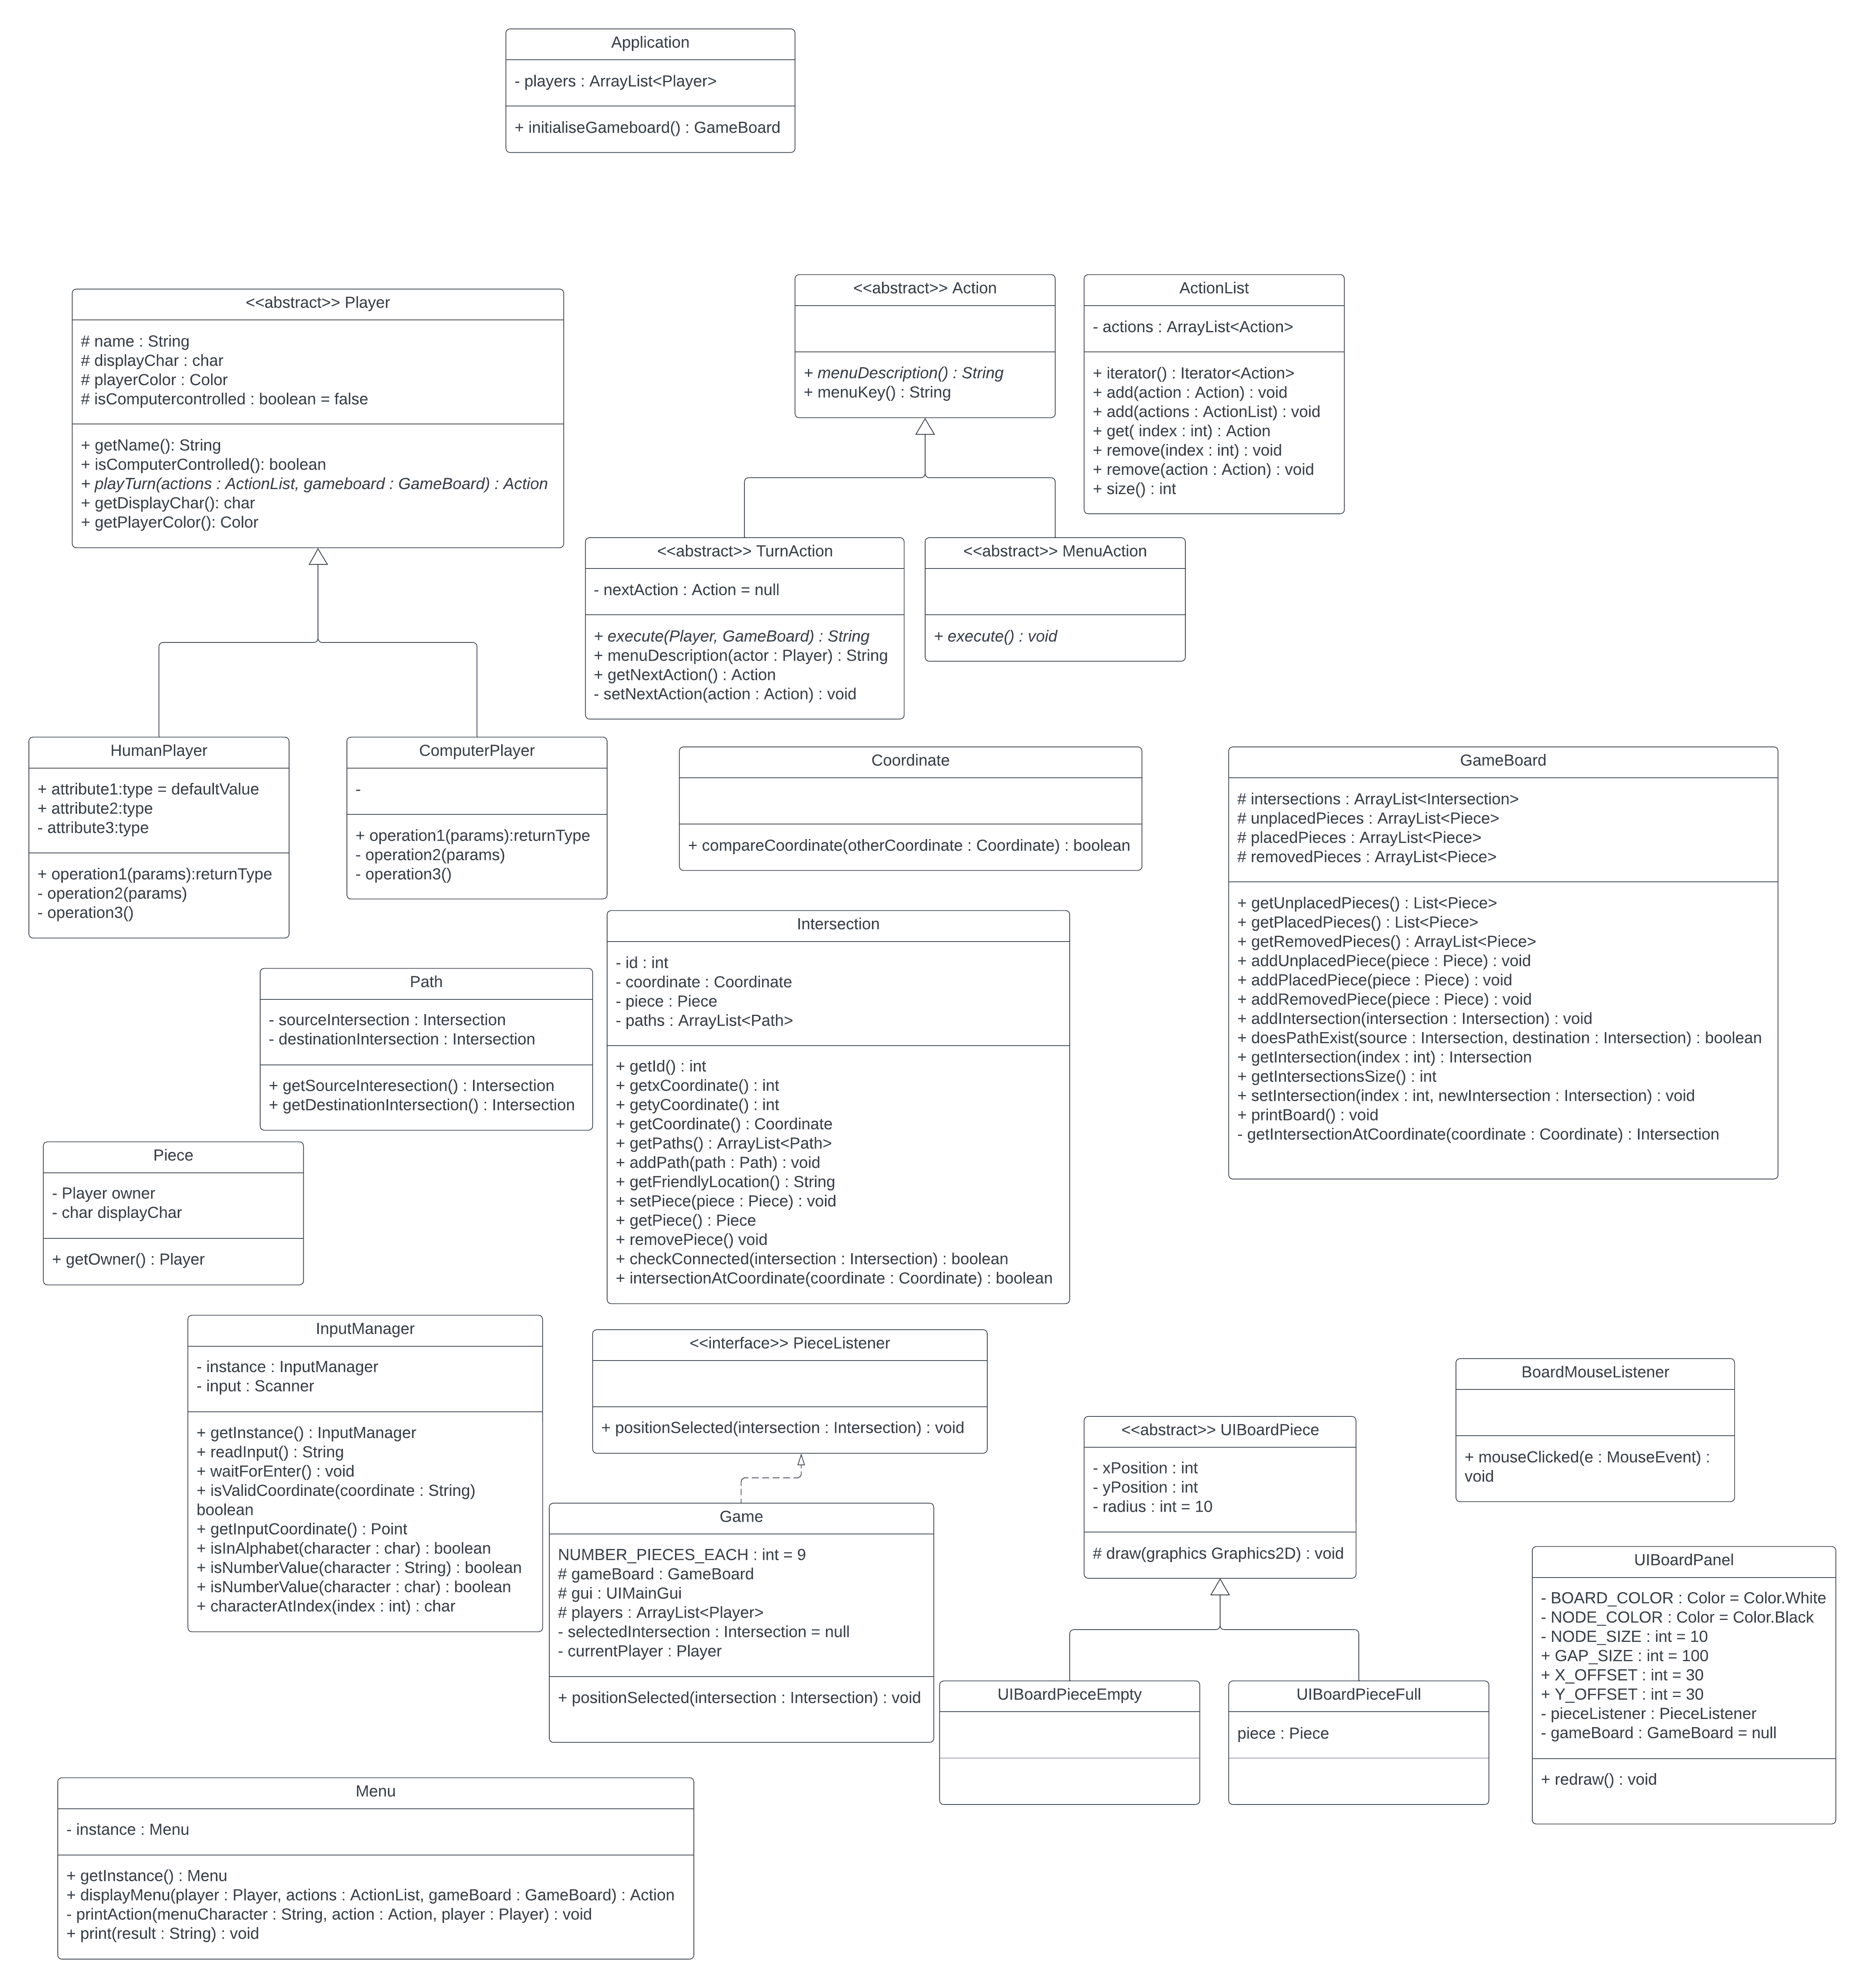 Application
- players : ArrayList<Player>
+ initialiseGameboard() : GameBoard
<<abstract>> Player
# name : String
# displayChar : char
# playerColor : Color
# isComputercontrolled : boolean = false
+ getName(): String
+ isComputerControlled(): boolean
+ playTurn(actions : ActionList, gameboard : GameBoard) : Action
+ getDisplayChar(): char
+ getPlayerColor(): Color
<<abstract>> Action
+ menuDescription() : String
+ menuKey() : String
ActionList
- actions : ArrayList<Action>
+ iterator() : Iterator<Action>
+ add(action : Action) : void
+ add(actions : ActionList) : void
+ get( index : int) : Action
+ remove(index : int) : void
+ remove(action : Action) : void
+ size() : int
<<abstract>> TurnAction
- nextAction : Action = null
+ execute(Player, GameBoard) : String
+ menuDescription(actor : Player) : String
+ getNextAction() : Action
- setNextAction(action : Action) : void
<<abstract>> MenuAction
+ execute() : void
HumanPlayer
+ attribute1:type = defaultValue
+ attribute2:type
- attribute3:type
+ operation1(params):returnType
- operation2(params)
- operation3()
ComputerPlayer
-
+ operation1(params):returnType
- operation2(params)
- operation3()
Coordinate
+ compareCoordinate(otherCoordinate : Coordinate) : boolean
GameBoard
# intersections : ArrayList<Intersection>
# unplacedPieces : ArrayList<Piece>
# placedPieces : ArrayList<Piece>
# removedPieces : ArrayList<Piece>
+ getUnplacedPieces() : List<Piece>
+ getPlacedPieces() : List<Piece>
+ getRemovedPieces() : ArrayList<Piece>
+ addUnplacedPiece(piece : Piece) : void
+ addPlacedPiece(piece : Piece) : void
+ addRemovedPiece(piece : Piece) : void
+ addIntersection(intersection : Intersection) : void
+ doesPathExist(source : Intersection, destination : Intersection) : boolean
+ getIntersection(index : int) : Intersection
+ getIntersectionsSize() : int
+ setIntersection(index : int, newIntersection : Intersection) : void
+ printBoard() : void
- getIntersectionAtCoordinate(coordinate : Coordinate) : Intersection
Intersection
- id : int
- coordinate : Coordinate
- piece : Piece
- paths : ArrayList<Path>
+ getId() : int
+ getxCoordinate() : int
+ getyCoordinate() : int
+ getCoordinate() : Coordinate
+ getPaths() : ArrayList<Path>
+ addPath(path : Path) : void
+ getFriendlyLocation() : String
+ setPiece(piece : Piece) : void
+ getPiece() : Piece
+ removePiece() void
+ checkConnected(intersection : Intersection) : boolean
+ intersectionAtCoordinate(coordinate : Coordinate) : boolean
Path
- sourceIntersection : Intersection
- destinationIntersection : Intersection
+ getSourceInteresection() : Intersection
+ getDestinationIntersection() : Intersection
Piece
- Player owner
- char displayChar
+ getOwner() : Player
InputManager
- instance : InputManager
- input : Scanner
+ getInstance() : InputManager
+ readInput() : String
+ waitForEnter() : void
+ isValidCoordinate(coordinate : String)
boolean
+ getInputCoordinate() : Point
+ isInAlphabet(character : char) : boolean
+ isNumberValue(character : String) : boolean
+ isNumberValue(character : char) : boolean
+ characterAtIndex(index : int) : char
<<interface>> PieceListener
+ positionSelected(intersection : Intersection) : void
Game
NUMBER_PIECES_EACH : int = 9
# gameBoard : GameBoard
# gui : UIMainGui
# players : ArrayList<Player>
- selectedIntersection : Intersection = null
- currentPlayer : Player
+ positionSelected(intersection : Intersection) : void
<<abstract>> UIBoardPiece
- xPosition : int
- yPosition : int
- radius : int = 10
# draw(graphics Graphics2D) : void
BoardMouseListener
+ mouseClicked(e : MouseEvent) :
void
UIBoardPanel
- BOARD_COLOR : Color = Color.White
- NODE_COLOR : Color = Color.Black
- NODE_SIZE : int = 10
+ GAP_SIZE : int = 100
+ X_OFFSET : int = 30
+ Y_OFFSET : int = 30
- pieceListener : PieceListener
- gameBoard : GameBoard = null
+ redraw() : void
UIBoardPieceEmpty
UIBoardPieceFull
piece : Piece
Menu
- instance : Menu
+ getInstance() : Menu
+ displayMenu(player : Player, actions : ActionList, gameBoard : GameBoard) : Action
- printAction(menuCharacter : String, action : Action, player : Player) : void
+ print(result : String) : void